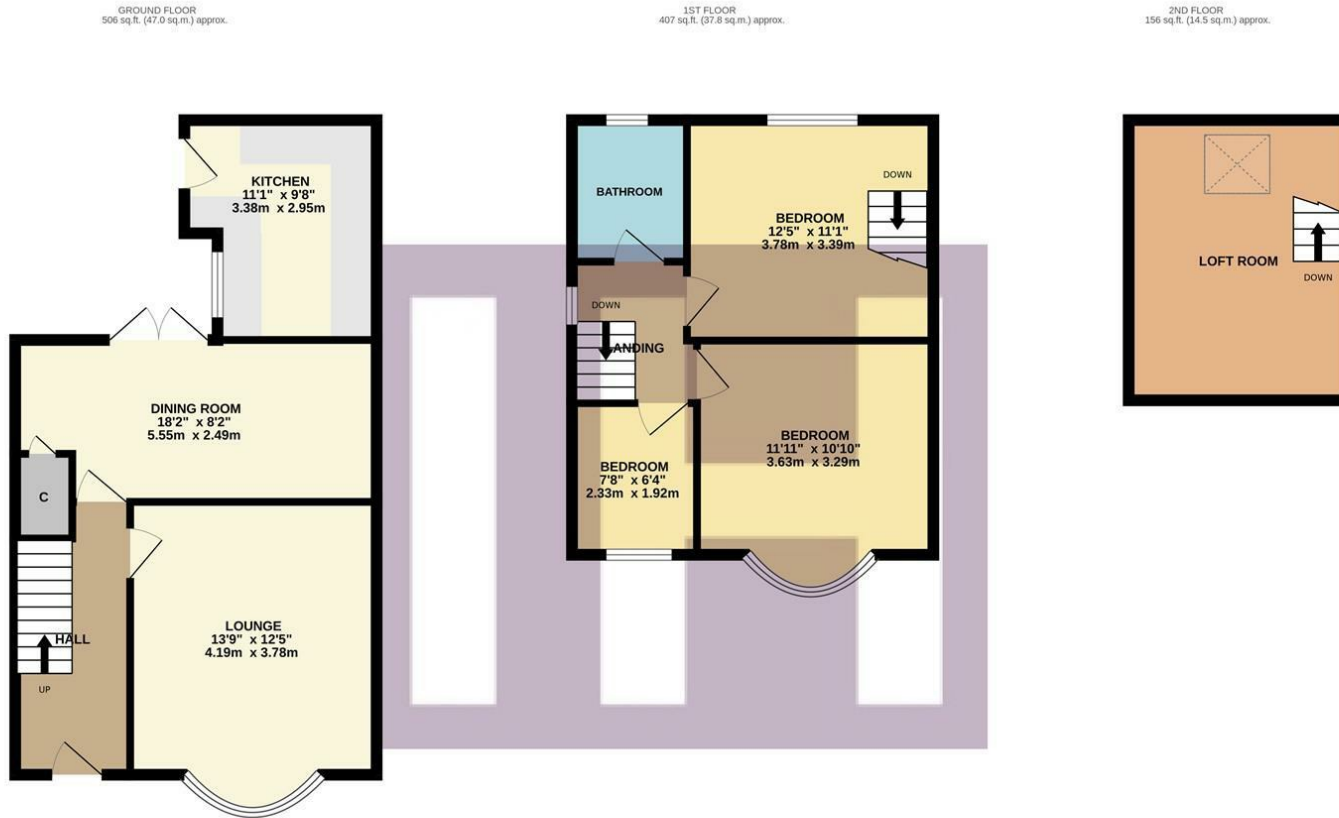 GROUND FLOOR
506 sq.ft. (47.0 sq.m.) approx.
1ST FLOOR
407 sq.ft. (37.8 sq.m.) approx.
2ND FLOOR
156 sq.ft. (14.5 sq.m.) approx.
KITCHEN
11'1" x 9'8"
3.38m x 2.95m
DINING ROOM
18'2" x 8'2"
5.55m x 2.49m
C
HALL
UP
LOUNGE
13'9" x 12'5"
4.19m x 3.78m
BATHROOM
DOWN
BEDROOM
12'5" x 11'1"
3.78m x 3.39m
DOWN
LANDING
BEDROOM
11'11" x 10'10"
3.63m x 3.29m
BEDROOM
7'8" x 6'4"
2.33m x 1.92m
LOFT ROOM
DOWN